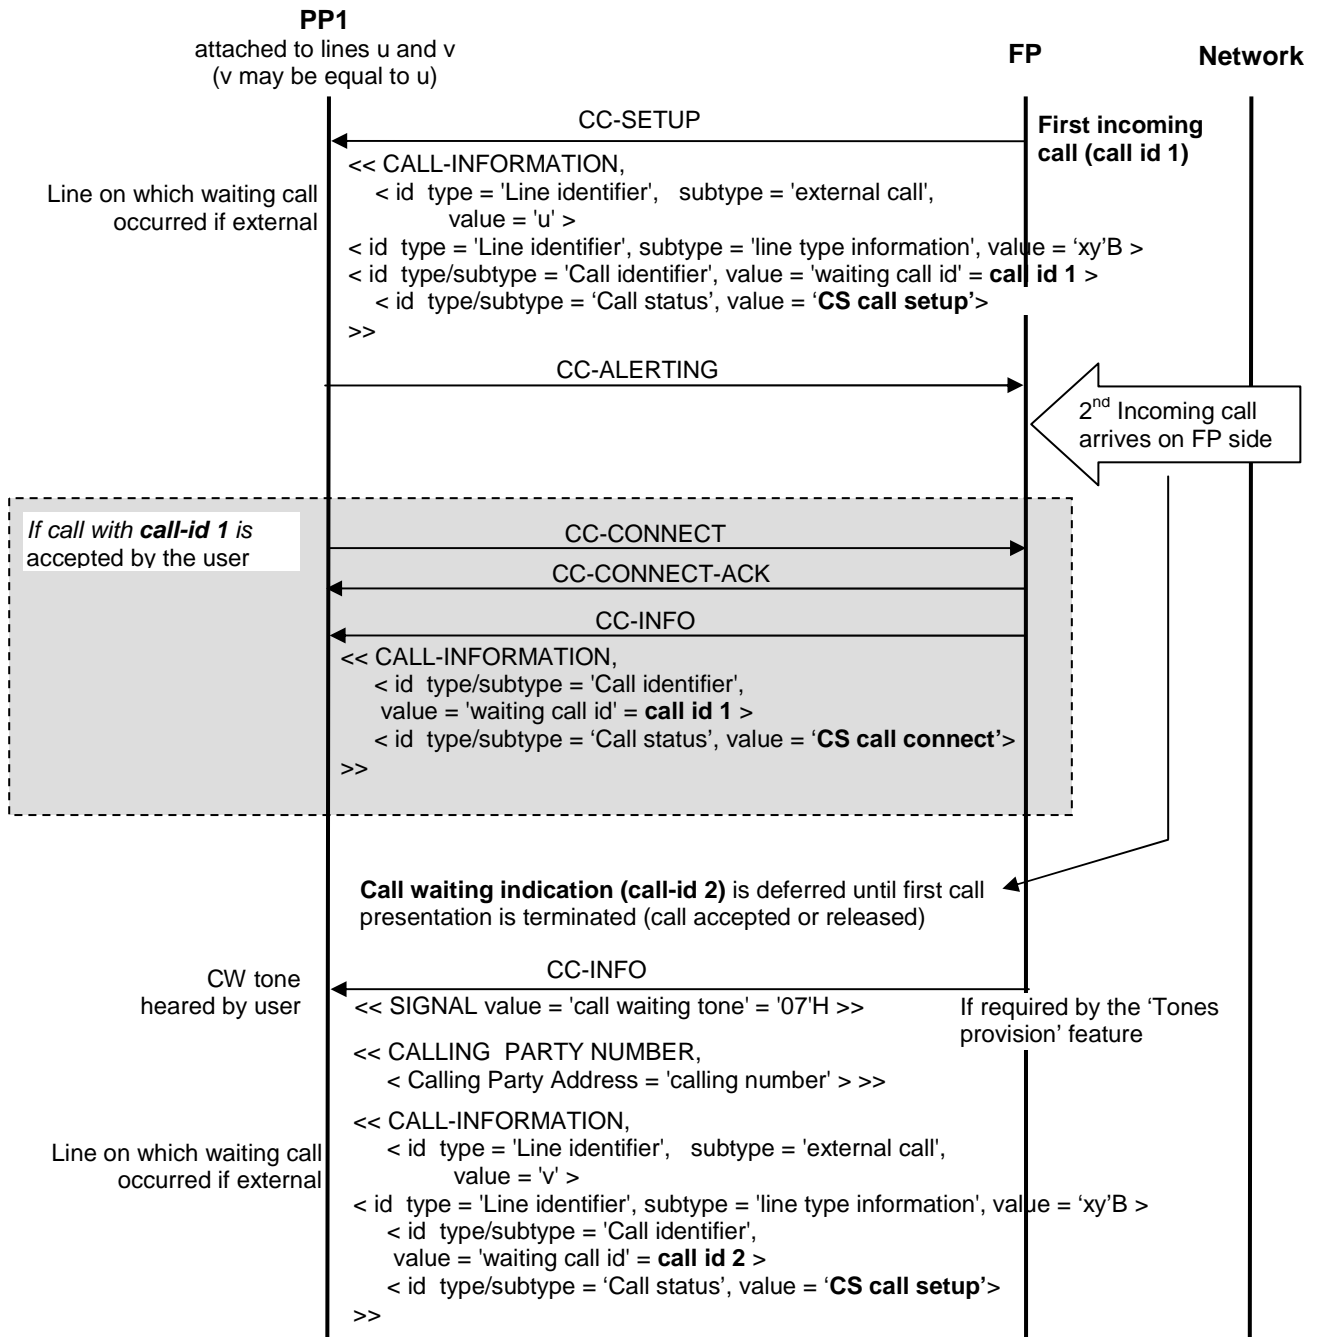 PP1
attached to lines u and v
(v may be equal to u)
FP
Network
CC-SETUP
First incoming
call (call id 1)
<< CALL-INFORMATION,
< id type = 'Line identifier', subtype = 'external call',
value = 'u' >
< id type = 'Line identifier', subtype = 'line type information', value = ‘xy’B >
< id type/subtype = 'Call identifier', value = 'waiting call id' = call id 1 >
< id type/subtype = ‘Call status’, value = ‘CS call setup’>
>>
Line on which waiting call
occurred if external
CC-ALERTING
2nd Incoming call
arrives on FP side
If call with call-id 1 is
accepted by the user
CC-CONNECT
CC-CONNECT-ACK
CC-INFO
<< CALL-INFORMATION,
< id type/subtype = 'Call identifier',
value = 'waiting call id' = call id 1 >
< id type/subtype = ‘Call status’, value = ‘CS call connect’>
>>
Call waiting indication (call-id 2) is deferred until first call
presentation is terminated (call accepted or released)
CC-INFO
CW tone
heared by user
<< SIGNAL value = 'call waiting tone' = '07'H >>
If required by the ‘Tones
provision’ feature
<< CALLING PARTY NUMBER,
< Calling Party Address = 'calling number' > >>
<< CALL-INFORMATION,
< id type = 'Line identifier', subtype = 'external call',
value = 'v' >
< id type = 'Line identifier', subtype = 'line type information', value = ‘xy’B >
< id type/subtype = 'Call identifier',
value = 'waiting call id' = call id 2 >
< id type/subtype = ‘Call status’, value = ‘CS call setup’>
>>
Line on which waiting call
occurred if external